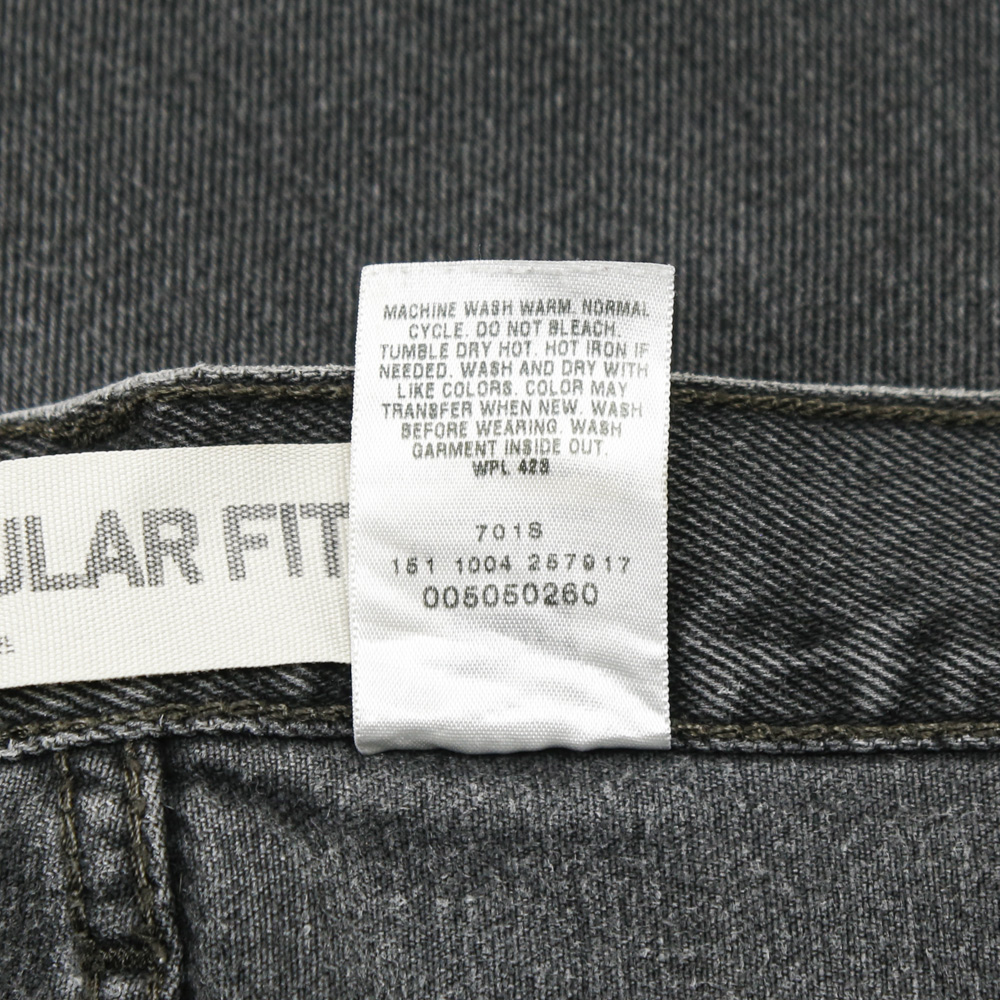 MACHINE WASH WARM. NORMAL
CYCLE. DO NOT BLEACH.
TUMBLE DRY HOT. HOT IRON IF
NEEDED. WASH AND DRY WITH
LIKE COLORS. COLOR MAY
TRANSFER WHEN NEW. WASH
BEFORE WEARING. WASH
GARMENT INSIDE OUT.
WPL 423
ULAR FIT
701S
151 1004 257917
005050260